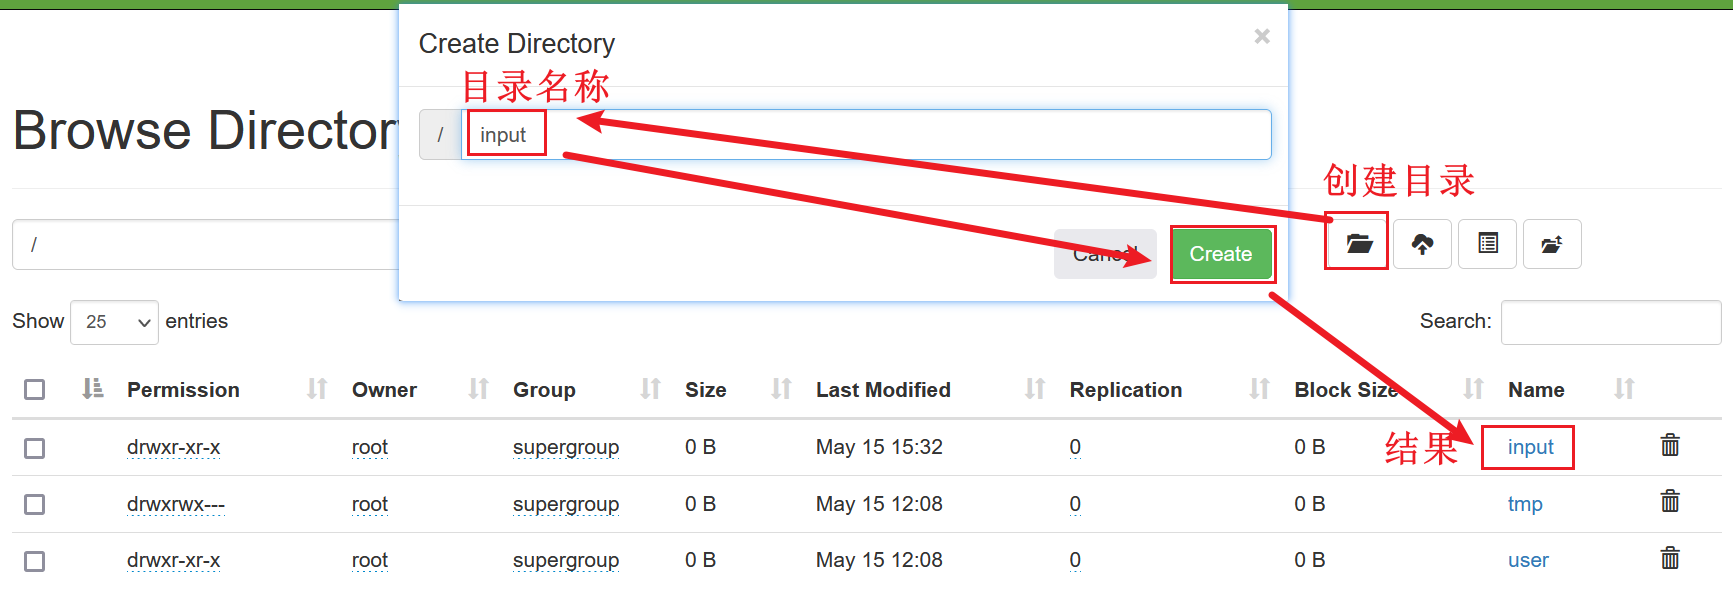 Create Directory
×
目录名称
/ input
Browse Directory
创建目录
/
Cancel
Create
Show 25 entries
Search:
Permission Owner Group Size Last Modified Replication Block Size Name
drwxr-xr-x root supergroup 0 B May 15 15:32 0 0 B 结果 input
drwxrwx--- root supergroup 0 B May 15 12:08 0 0 B tmp
drwxr-xr-x root supergroup 0 B May 15 12:08 0 0 B user